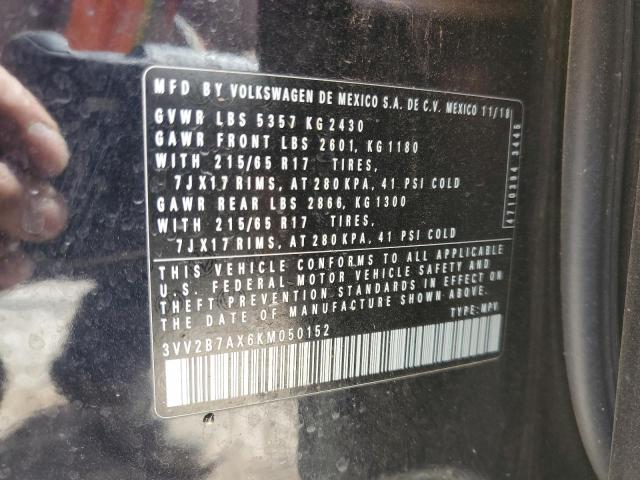 MFD BY VOLKSWAGEN DE MEXICO S.A. DE C.V. MEXICO 11/18
GVWR LBS 5357 KG 2430
GAWR FRONT LBS 2601, KG 1180
WITH 215/65 R17 TIRES,
7JX17 RIMS, AT 280 KPA, 41 PSI COLD
GAWR REAR LBS 2866, KG 1300
WITH 215/65 R17 TIRES,
7JX17 RIMS, AT 280 KPA, 41 PSI COLD
THIS VEHICLE CONFORMS TO ALL APPLICABLE
U.S. FEDERAL MOTOR VEHICLE SAFETY AND
THEFT PREVENTION STANDARDS IN EFFECT ON
THE DATE OF MANUFACTURE SHOWN ABOVE.
3VV2B7AX6KM050152 TYPE: MPV
4710394 3446